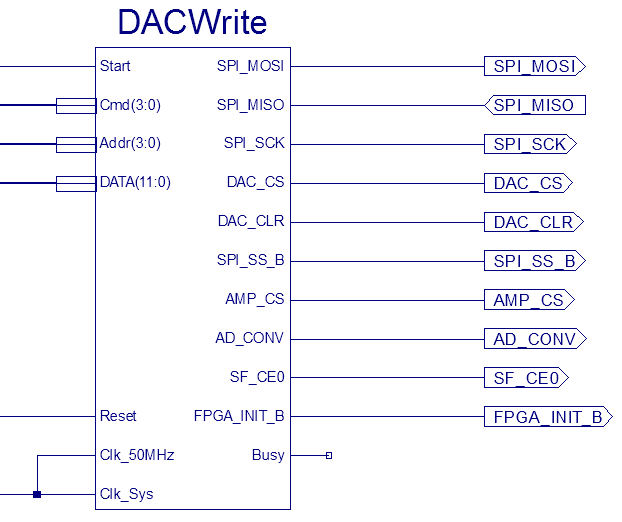 DACWrite
Start SPI_MOSI SPI_MOSI
Cmd(3:0) SPI_MISO SPI_MISO
Addr(3:0) SPI_SCK SPI_SCK
DATA(11:0) DAC_CS DAC_CS
DAC_CLR DAC_CLR
SPI_SS_B SPI_SS_B
AMP_CS AMP_CS
AD_CONV AD_CONV
SF_CE0 SF_CE0
Reset FPGA_INIT_B FPGA_INIT_B
Clk_50MHz Busy
Clk_Sys